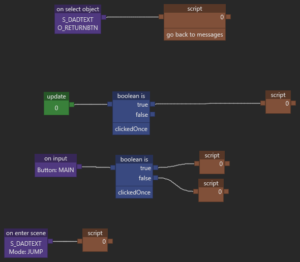 on select object
S_DADTEXT
O_RETURNBTN
script
0
go back to messages
update
0
boolean is
true
false
clickedOnce
script
0
on input
Button: MAIN
boolean is
true
false
clickedOnce
script
0
script
0
on enter scene
S_DADTEXT
Mode: JUMP
script
0